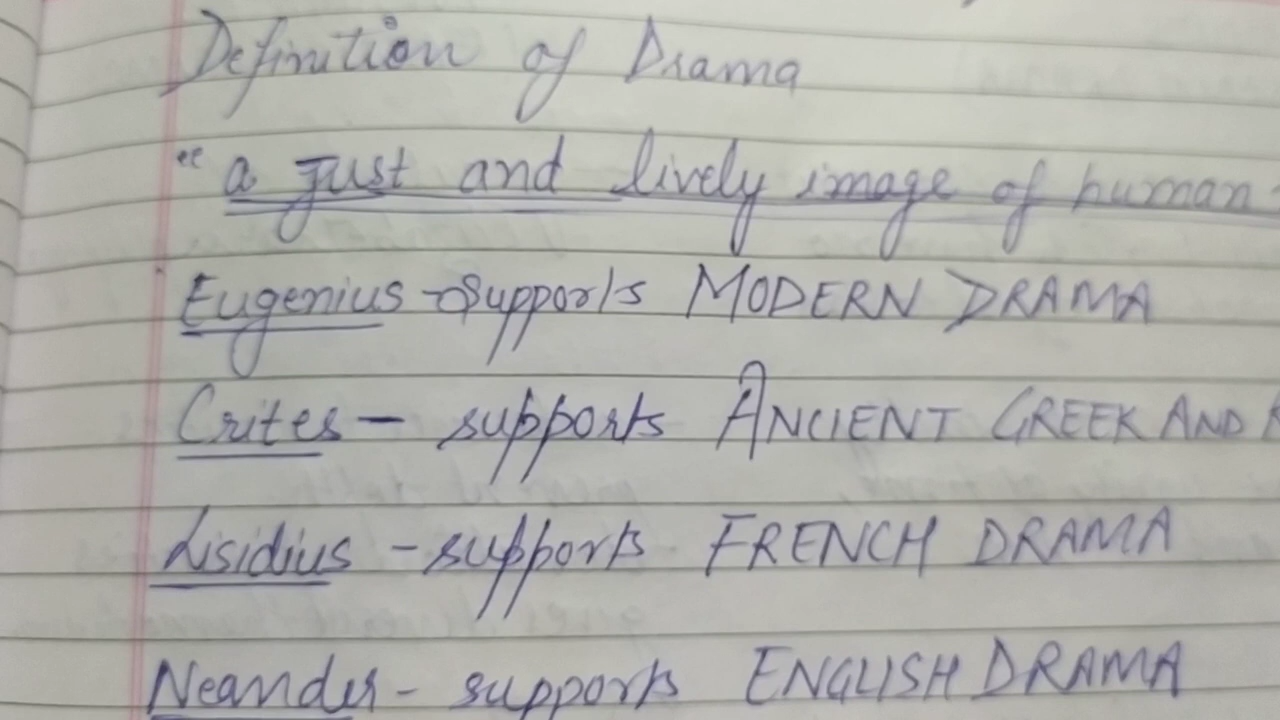 Definition of Drama
" a just and lively image of human
Eugenius - supports MODERN DRAMA
Crites - supports ANCIENT GREEK AND
Lisidius - supports FRENCH DRAMA
Neander - supports ENGLISH DRAMA